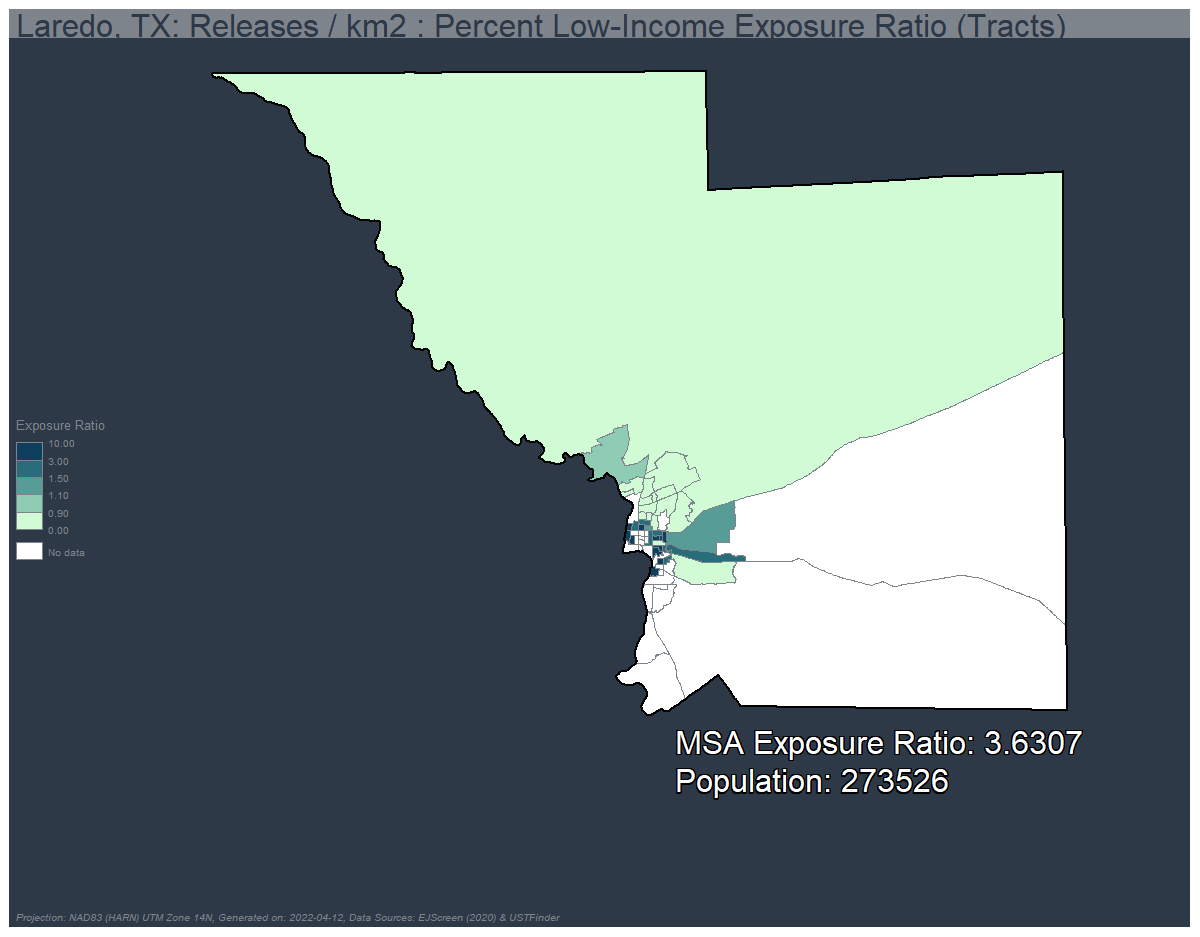 Laredo, TX: Releases / km2 : Percent Low-Income Exposure Ratio (Tracts)
Exposure Ratio
10.00
3.00
1.50
1.10
0.90
0.00
No data
MSA Exposure Ratio: 3.6307
Population: 273526
Projection: NAD83 (HARN) UTM Zone 14N, Generated on: 2022-04-12, Data Sources: EJScreen (2020) & USTFinder